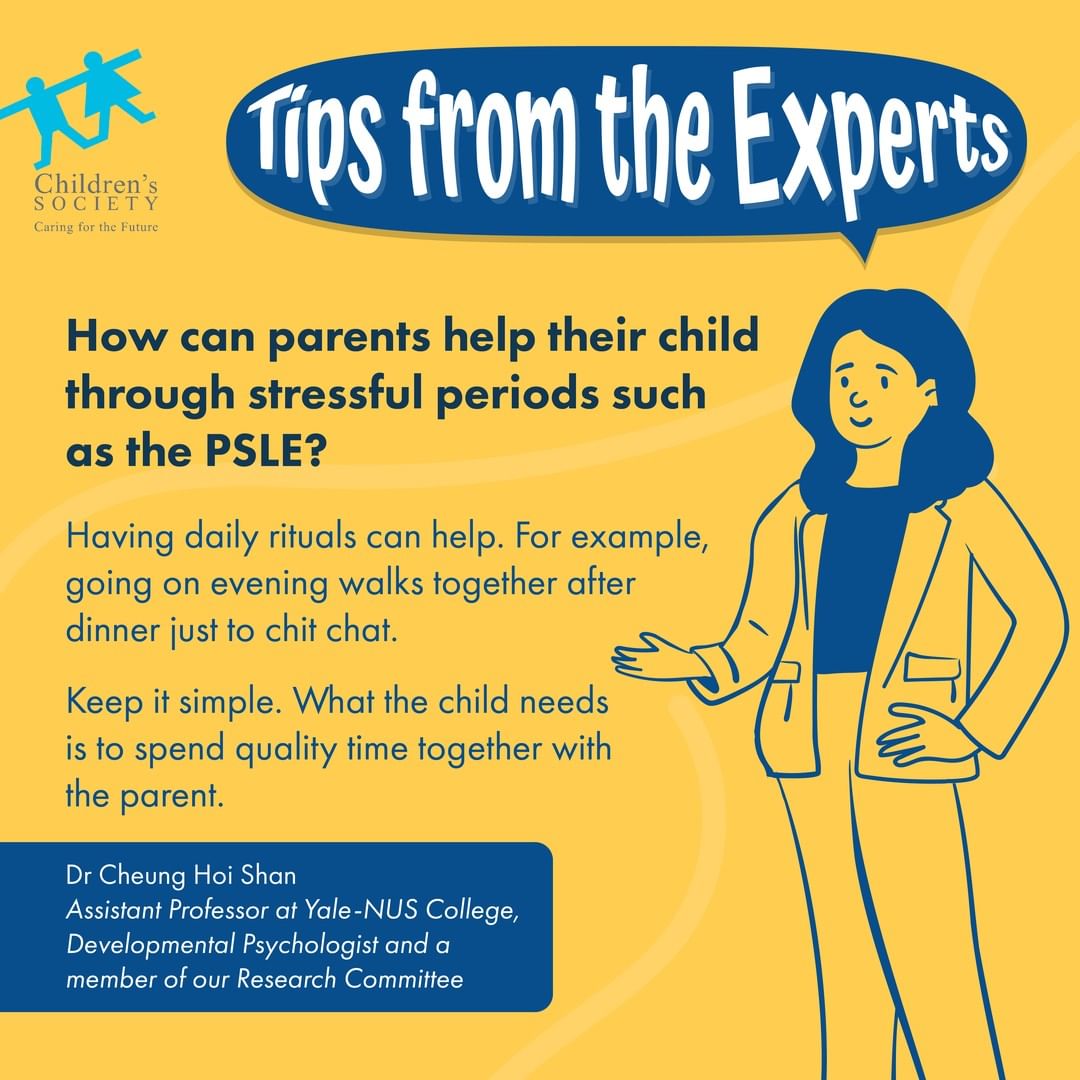 Children's
SOCIETY
Caring for the Future
Tips from the Experts
How can parents help their child
through stressful periods such
as the PSLE?
Having daily rituals can help. For example,
going on evening walks together after
dinner just to chit chat.
Keep it simple. What the child needs
is to spend quality time together with
the parent.
Dr Cheung Hoi Shan
Assistant Professor at Yale-NUS College,
Developmental Psychologist and a
member of our Research Committee